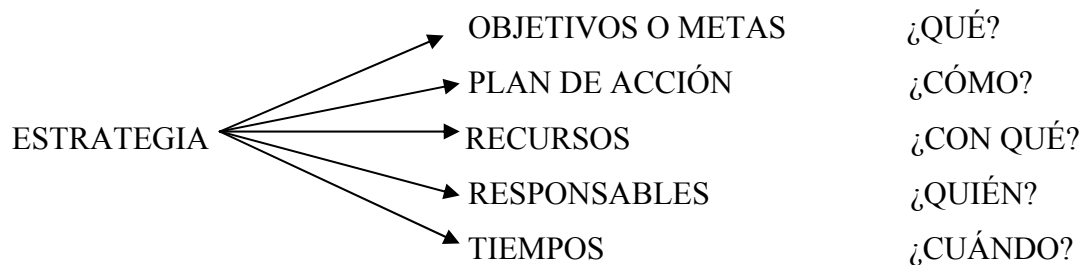 OBJETIVOS O METAS ¿QUÉ?
PLAN DE ACCIÓN ¿CÓMO?
ESTRATEGIA RECURSOS ¿CON QUÉ?
RESPONSABLES ¿QUIÉN?
TIEMPOS ¿CUÁNDO?